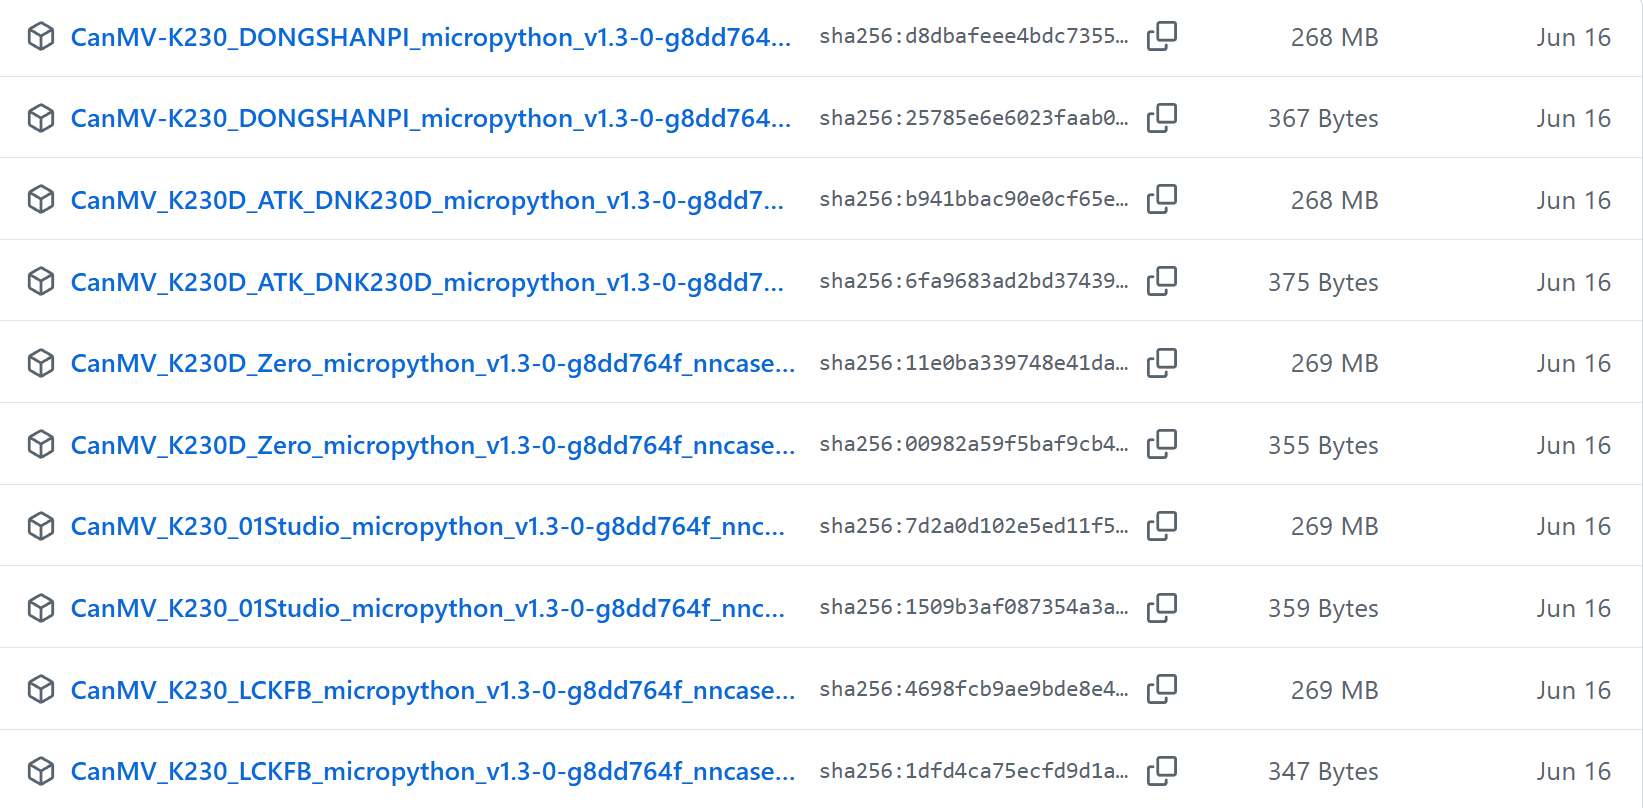 CanMV-K230_DONGSHANPI_micropython_v1.3-0-g8dd764... sha256:d8dbafeee4bdc7355... 268 MB Jun 16
CanMV-K230_DONGSHANPI_micropython_v1.3-0-g8dd764... sha256:25785e6e6023faab0... 367 Bytes Jun 16
CanMV_K230D_ATK_DNK230D_micropython_v1.3-0-g8dd7... sha256:b941bbac90e0cf65e... 268 MB Jun 16
CanMV_K230D_ATK_DNK230D_micropython_v1.3-0-g8dd7... sha256:6fa9683ad2bd37439... 375 Bytes Jun 16
CanMV_K230D_Zero_micropython_v1.3-0-g8dd764f_nncase... sha256:11e0ba339748e41da... 269 MB Jun 16
CanMV_K230D_Zero_micropython_v1.3-0-g8dd764f_nncase... sha256:00982a59f5baf9cb4... 355 Bytes Jun 16
CanMV_K230_01Studio_micropython_v1.3-0-g8dd764f_nnc... sha256:7d2a0d102e5ed11f5... 269 MB Jun 16
CanMV_K230_01Studio_micropython_v1.3-0-g8dd764f_nnc... sha256:1509b3af087354a3a... 359 Bytes Jun 16
CanMV_K230_LCKFB_micropython_v1.3-0-g8dd764f_nncase... sha256:4698fcb9ae9bde8e4... 269 MB Jun 16
CanMV_K230_LCKFB_micropython_v1.3-0-g8dd764f_nncase... sha256:1dfd4ca75ecfd9d1a... 347 Bytes Jun 16